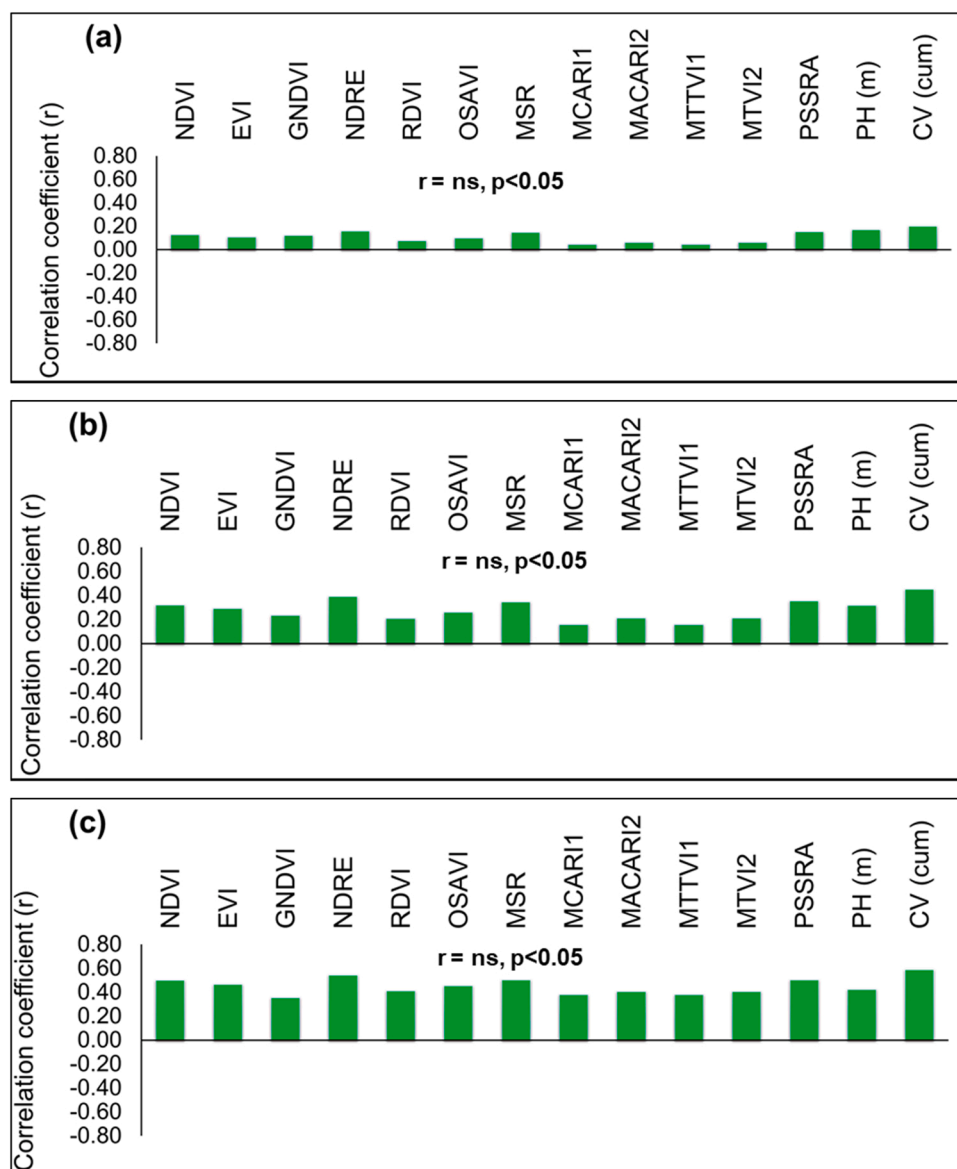 (a)
NDVI
EVI
GNDVI
NDRE
RDVI
OSAVI
MSR
MCARI1
MACARI2
MTTVI1
MTVI2
PSSRA
PH (m)
CV (cum)
Correlation coefficient (r)
0.80
0.60
0.40
0.20
0.00
-0.20
-0.40
-0.60
-0.80
r = ns, p<0.05
(b)
NDVI
EVI
GNDVI
NDRE
RDVI
OSAVI
MSR
MCARI1
MACARI2
MTTVI1
MTVI2
PSSRA
PH (m)
CV (cum)
Correlation coefficient (r)
0.80
0.60
0.40
0.20
0.00
-0.20
-0.40
-0.60
-0.80
r = ns, p<0.05
(c)
NDVI
EVI
GNDVI
NDRE
RDVI
OSAVI
MSR
MCARI1
MACARI2
MTTVI1
MTVI2
PSSRA
PH (m)
CV (cum)
Correlation coefficient (r)
0.80
0.60
0.40
0.20
0.00
-0.20
-0.40
-0.60
-0.80
r = ns, p<0.05